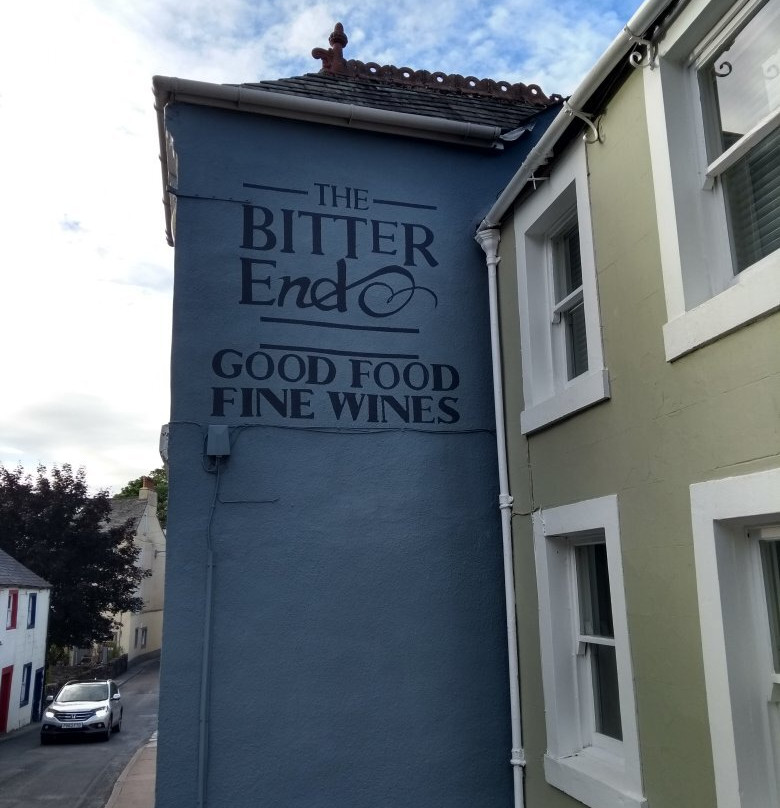 THE
BITTER
End
GOOD FOOD
FINE WINES